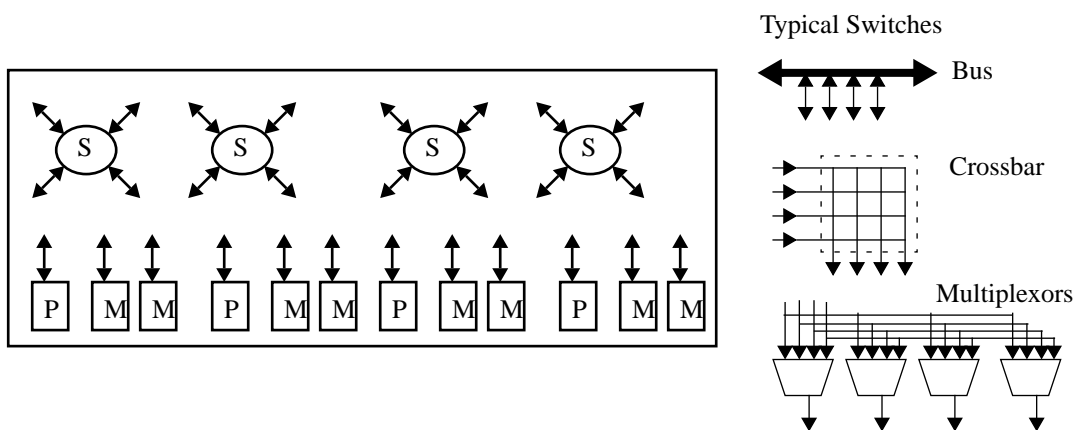 Typical Switches
Bus
S S S S
Crossbar
P M M P M M P M M P M M
Multiplexors